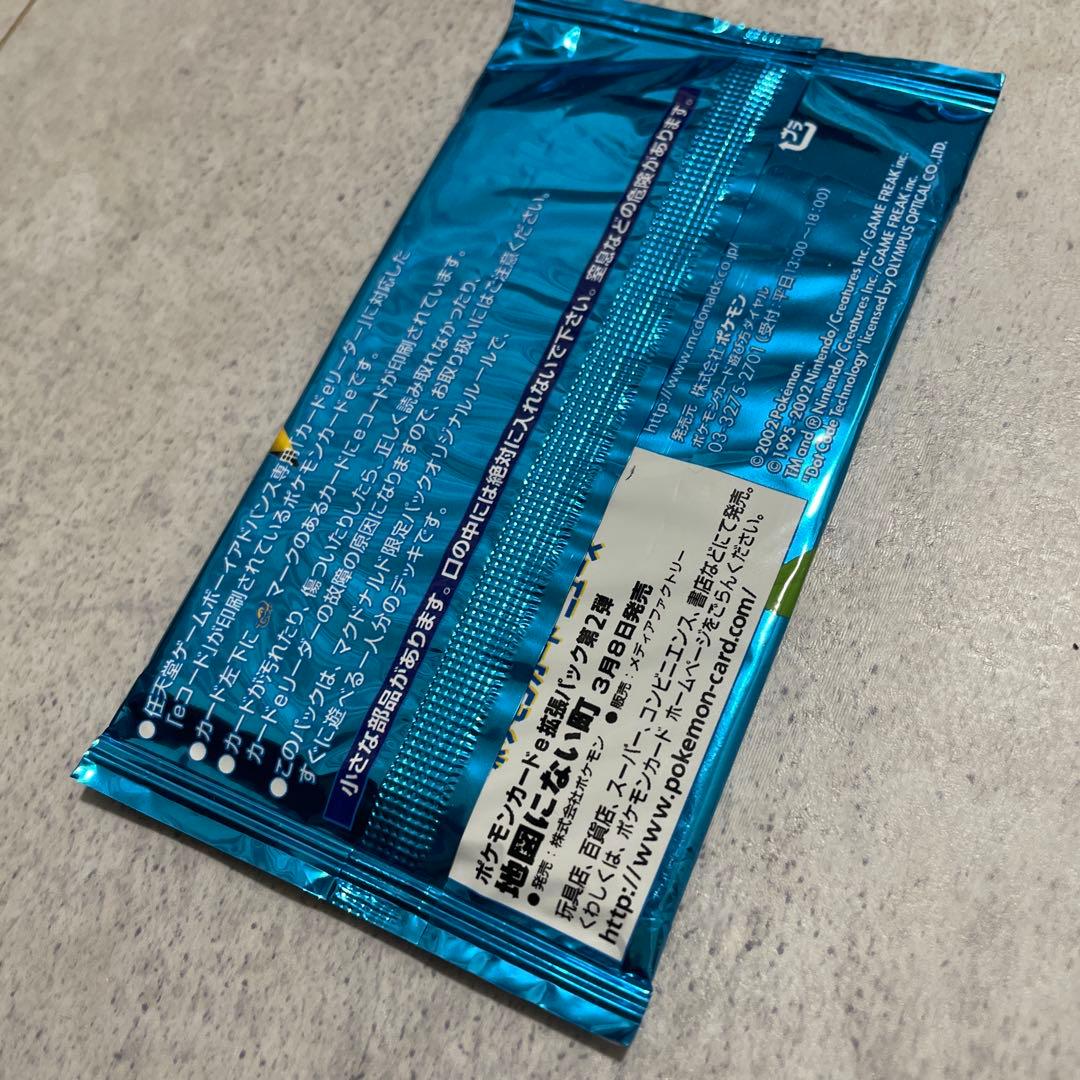 ●任天堂ゲームボーイアドバンス専用「カードeリーダー」に対応した
「eコード」が印刷されているポケモンカードeです。
●カード左下に マークのあるカードにeコードが印刷されています。
●カードが汚れたり、傷ついたりしたら、正しく読み取れなかったり、
カードeリーダーの故障の原因になりますので、お取り扱いにはご注意ください。
●このパックは、マクドナルド限定パックオリジナルルールで、
すぐに遊べる一人分のデッキです。
小さな部品があります。口の中には絶対に入れないで下さい。窒息などの危険があります。
プラ
http://www.mcdonalds.co.jp/
発売元 株式会社ポケモン
ポケモンカード遊び方ダイヤル
03-3275-2701 (受付 平日13:00~18:00)
©2002 Pokemon.
©1995-2002 Nintendo/Creatures Inc./GAME FREAK inc.
TM and ® Nintendo/Creatures Inc./GAME FREAK inc.
"Dot Code Technology" licensed by OLYMPUS OPTICAL CO.,LTD.
ポケモンカードe拡張パック第2弾
地図にない町 3月8日発売
●発売：株式会社ポケモン ●販売：メディアファクトリー
玩具店、百貨店、スーパー、コンビニエンス、書店などにて発売。
くわしくは、ポケモンカード ホームページをごらんください。
http://www.pokemon-card.com/